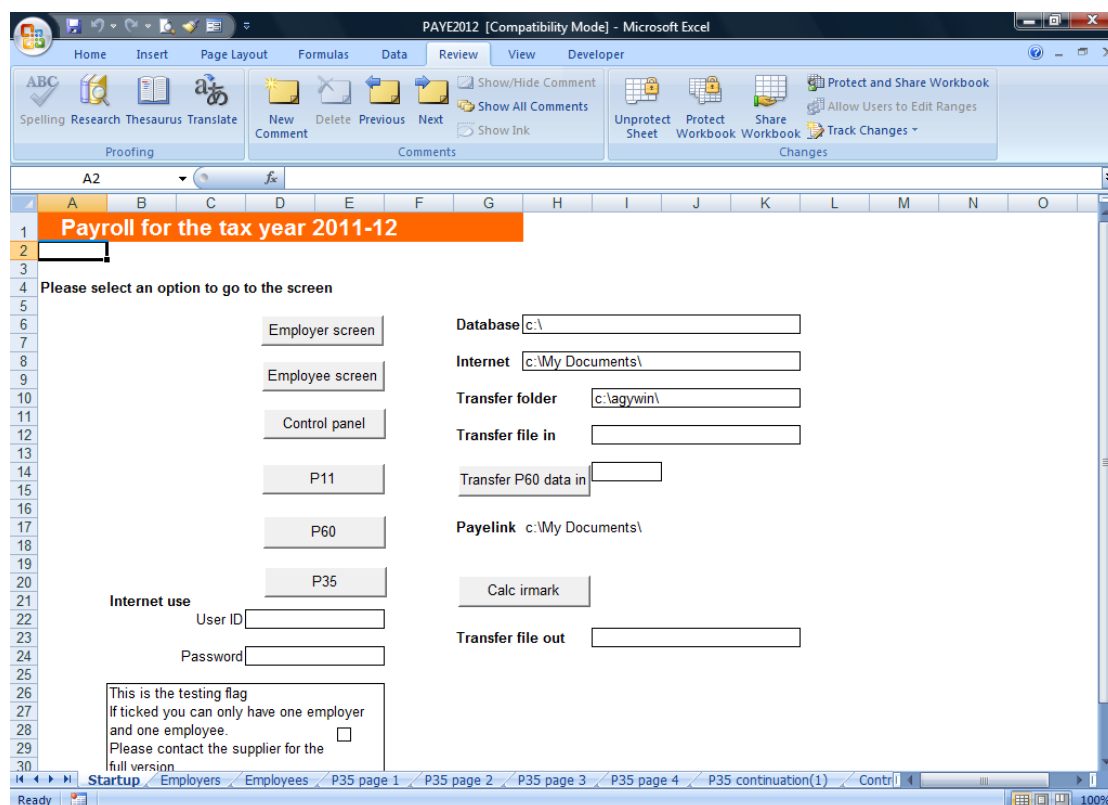 PAYE2012 [Compatibility Mode] - Microsoft Excel
Home Insert Page Layout Formulas Data Review View Developer
ABC
Spelling Research Thesaurus Translate
New Comment Delete Previous Next
Show/Hide Comment
Show All Comments
Show Ink
Unprotect Sheet Protect Workbook Share Workbook
Protect and Share Workbook
Allow Users to Edit Ranges
Track Changes
Proofing Comments Changes
A2 fx
A B C D E F G H I J K L M N O
1 Payroll for the tax year 2011-12
2
3
4 Please select an option to go to the screen
5
6 Employer screen Database c:\
7
8 Internet c:\My Documents\
9 Employee screen
10 Transfer folder c:\agywin\
11 Control panel
12 Transfer file in
13
14 P11 Transfer P60 data in
15
16
17 P60 Payelink c:\My Documents\
18
19
20 P35 Calc irmark
21 Internet use
22 User ID
23 Transfer file out
24 Password
25
26 This is the testing flag
27 If ticked you can only have one employer
28 and one employee.
29 Please contact the supplier for the
30 full version
Startup Employers Employees P35 page 1 P35 page 2 P35 page 3 P35 page 4 P35 continuation(1) Contr
Ready 100%